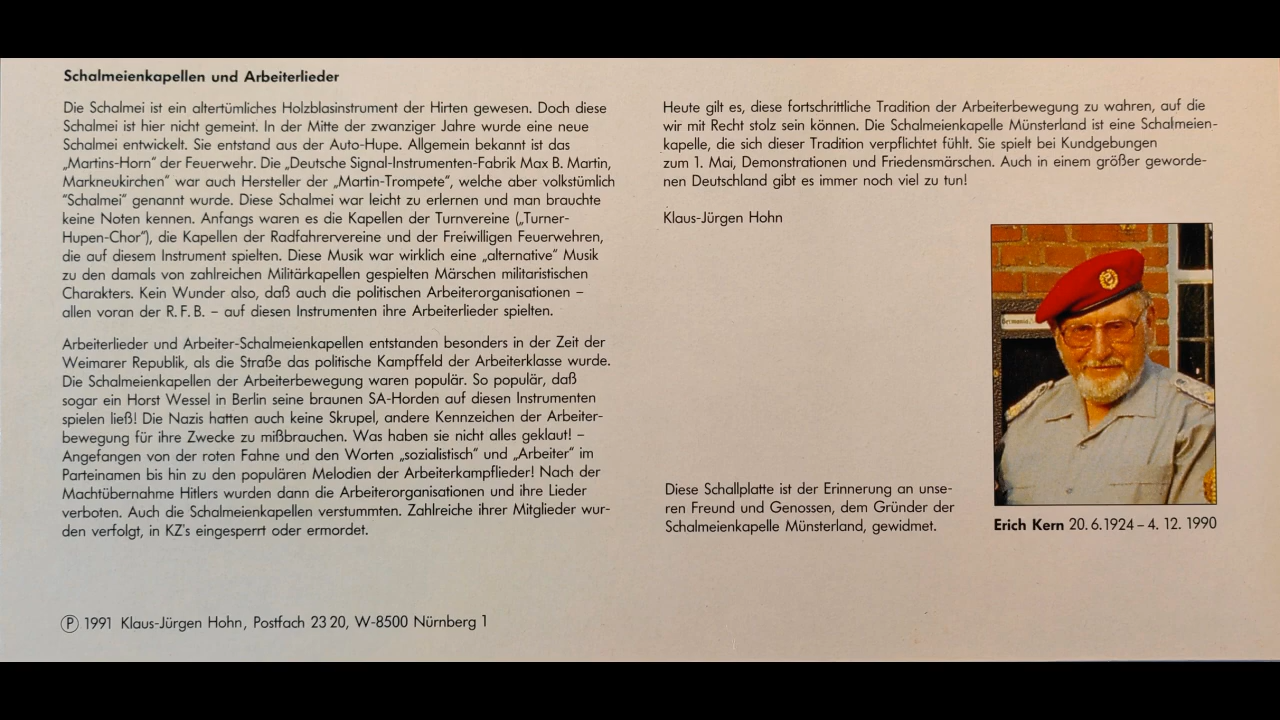 Schalmeienkapellen und Arbeiterlieder
Die Schalmei ist ein altertümliches Holzblasinstrument der Hirten gewesen. Doch diese
Schalmei ist hier nicht gemeint. In der Mitte der zwanziger Jahre wurde eine neue
Schalmei entwickelt. Sie entstand aus der Auto-Hupe. Allgemein bekannt ist das
„Martins-Horn“ der Feuerwehr. Die „Deutsche Signal-Instrumenten-Fabrik Max B. Martin,
Markneukirchen“ war auch Hersteller der „Martin-Trompete“, welche aber volkstümlich
“Schalmei“ genannt wurde. Diese Schalmei war leicht zu erlernen und man brauchte
keine Noten kennen. Anfangs waren es die Kapellen der Turnvereine („Turner-
Hupen-Chor“), die Kapellen der Radfahrervereine und der Freiwilligen Feuerwehren,
die auf diesem Instrument spielten. Diese Musik war wirklich eine „alternative“ Musik
zu den damals von zahlreichen Militärkapellen gespielten Märschen militaristischen
Charakters. Kein Wunder also, daß auch die politischen Arbeiterorganisationen –
allen voran der R. F. B. – auf diesen Instrumenten ihre Arbeiterlieder spielten.
Arbeiterlieder und Arbeiter-Schalmeienkapellen entstanden besonders in der Zeit der
Weimarer Republik, als die Straße das politische Kampffeld der Arbeiterklasse wurde.
Die Schalmeienkapellen der Arbeiterbewegung waren populär. So populär, daß
sogar ein Horst Wessel in Berlin seine braunen SA-Horden auf diesen Instrumenten
spielen ließ! Die Nazis hatten auch keine Skrupel, andere Kennzeichen der Arbeiter-
bewegung für ihre Zwecke zu mißbrauchen. Was haben sie nicht alles geklaut! –
Angefangen von der roten Fahne und den Worten „sozialistisch“ und „Arbeiter“ im
Parteinamen bis hin zu den populären Melodien der Arbeiterkampflieder! Nach der
Machtübernahme Hitlers wurden dann die Arbeiterorganisationen und ihre Lieder
verboten. Auch die Schalmeienkapellen verstummten. Zahlreiche ihrer Mitglieder wur-
den verfolgt, in KZ's eingesperrt oder ermordet.
Ⓟ 1991 Klaus-Jürgen Hohn, Postfach 23 20, W-8500 Nürnberg 1
Heute gilt es, diese fortschrittliche Tradition der Arbeiterbewegung zu wahren, auf die
wir mit Recht stolz sein können. Die Schalmeienkapelle Münsterland ist eine Schalmeien-
kapelle, die sich dieser Tradition verpflichtet fühlt. Sie spielt bei Kundgebungen
zum 1. Mai, Demonstrationen und Friedensmärschen. Auch in einem größer geworde-
nen Deutschland gibt es immer noch viel zu tun!
Klaus-Jürgen Hohn
Diese Schallplatte ist der Erinnerung an unse-
ren Freund und Genossen, dem Gründer der
Schalmeienkapelle Münsterland, gewidmet.
Erich Kern 20. 6. 1924 – 4. 12. 1990